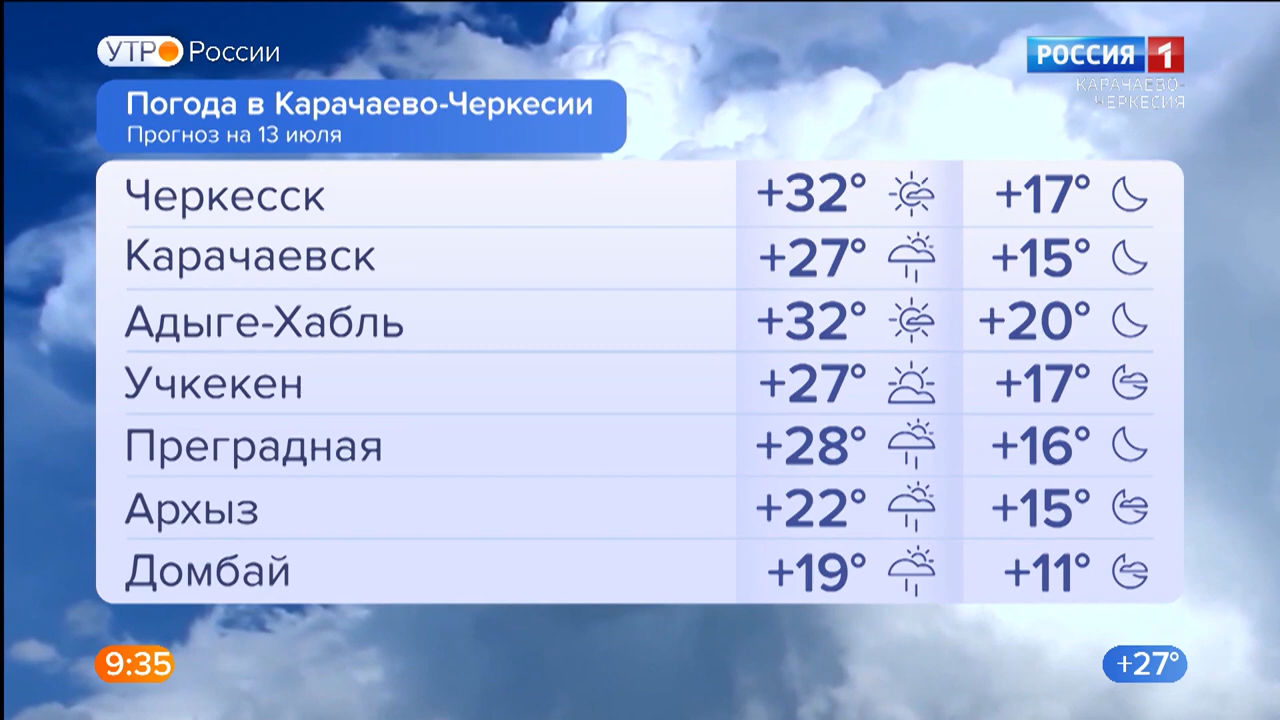 УТРО России
РОССИЯ 1
КАРАЧАЕВО-
ЧЕРКЕСИЯ
Погода в Карачаево-Черкесии
Прогноз на 13 июля
Черкесск +32° +17°
Карачаевск +27° +15°
Адыге-Хабль +32° +20°
Учкекен +27° +17°
Преградная +28° +16°
Архыз +22° +15°
Домбай +19° +11°
9:35 +27°